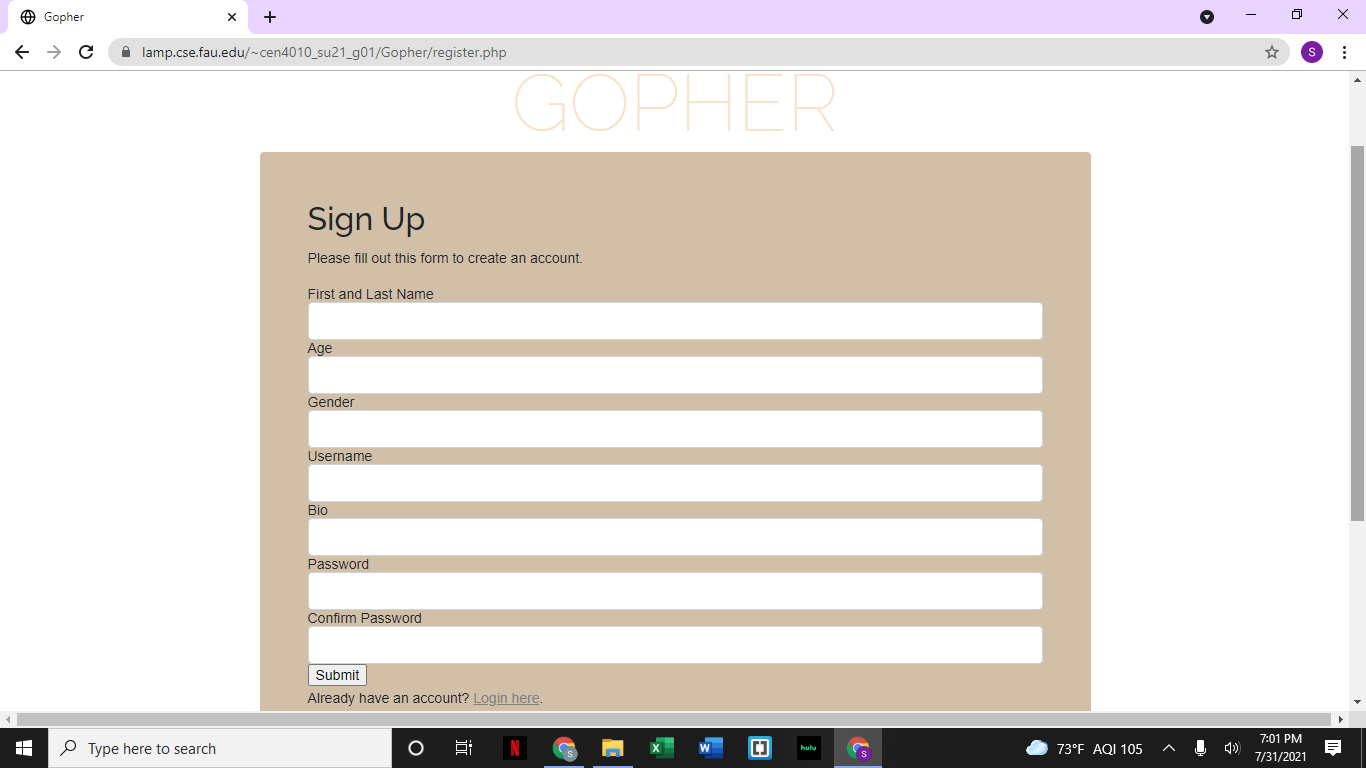 Gopher
lamp.cse.fau.edu/~cen4010_su21_g01/Gopher/register.php
S
GOPHER
Sign Up
Please fill out this form to create an account.
First and Last Name
Age
Gender
Username
Bio
Password
Confirm Password
Submit
Already have an account? Login here.
Type here to search
N
S
X
W
hulu
S
73°F AQI 105
7:01 PM
7/31/2021